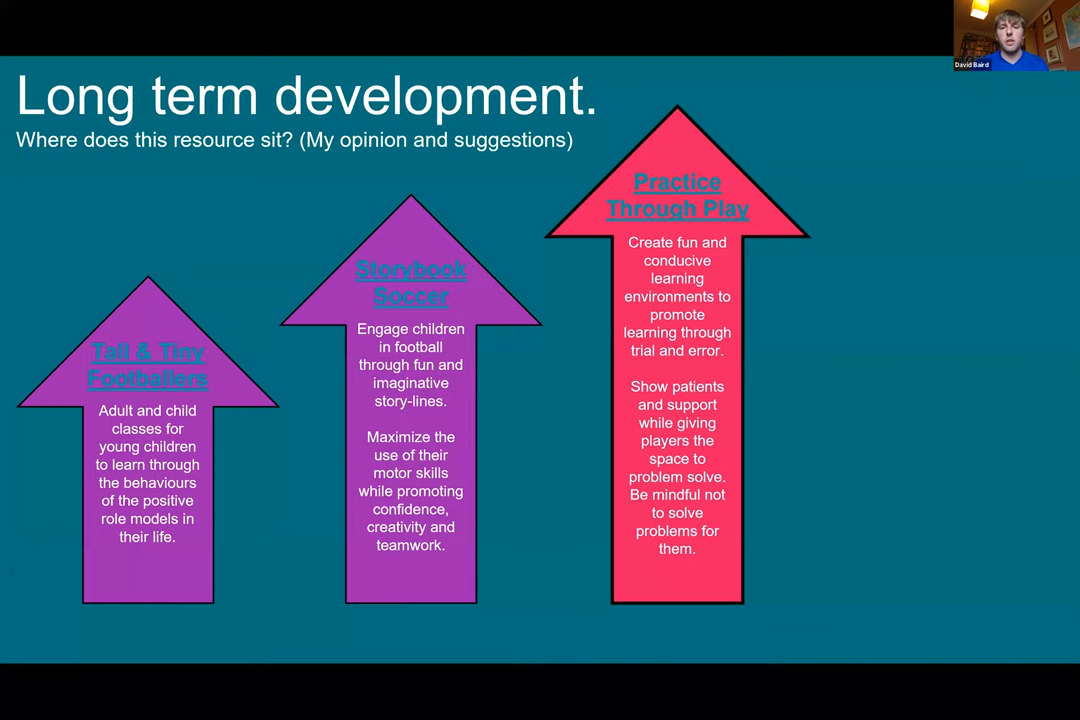 David Baird
Long term development.
Where does this resource sit? (My opinion and suggestions)
Tall & Tiny
Footballers
Adult and child
classes for
young children
to learn through
the behaviours
of the positive
role models in
their life.
Storybook
Soccer
Engage children
in football
through fun and
imaginative
story-lines.
Maximize the
use of their
motor skills
while promoting
confidence,
creativity and
teamwork.
Practice
Through Play
Create fun and
conducive
learning
environments to
promote
learning through
trial and error.
Show patients
and support
while giving
players the
space to
problem solve.
Be mindful not
to solve
problems for
them.